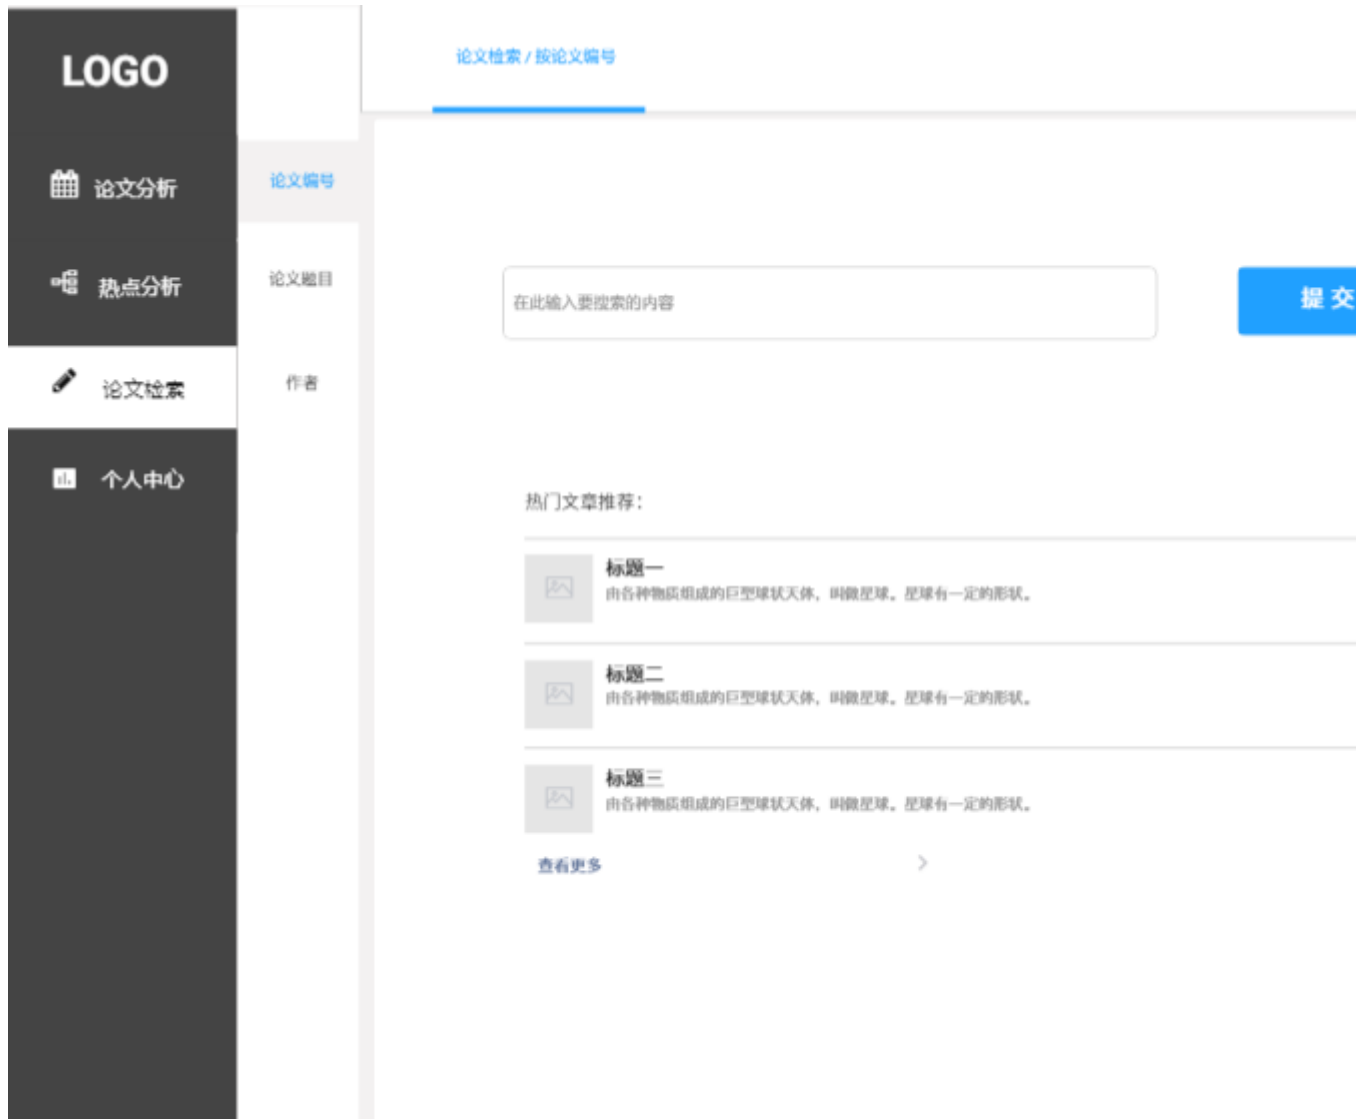 LOGO
论文分析
热点分析
论文检索
个人中心
论文编号
论文题目
作者
论文检索 / 按论文编号
在此输入要搜索的内容
提 交
热门文章推荐：
标题一
由各种物质组成的巨型球状天体，叫做星球。星球有一定的形状。
标题二
由各种物质组成的巨型球状天体，叫做星球。星球有一定的形状。
标题三
由各种物质组成的巨型球状天体，叫做星球。星球有一定的形状。
查看更多